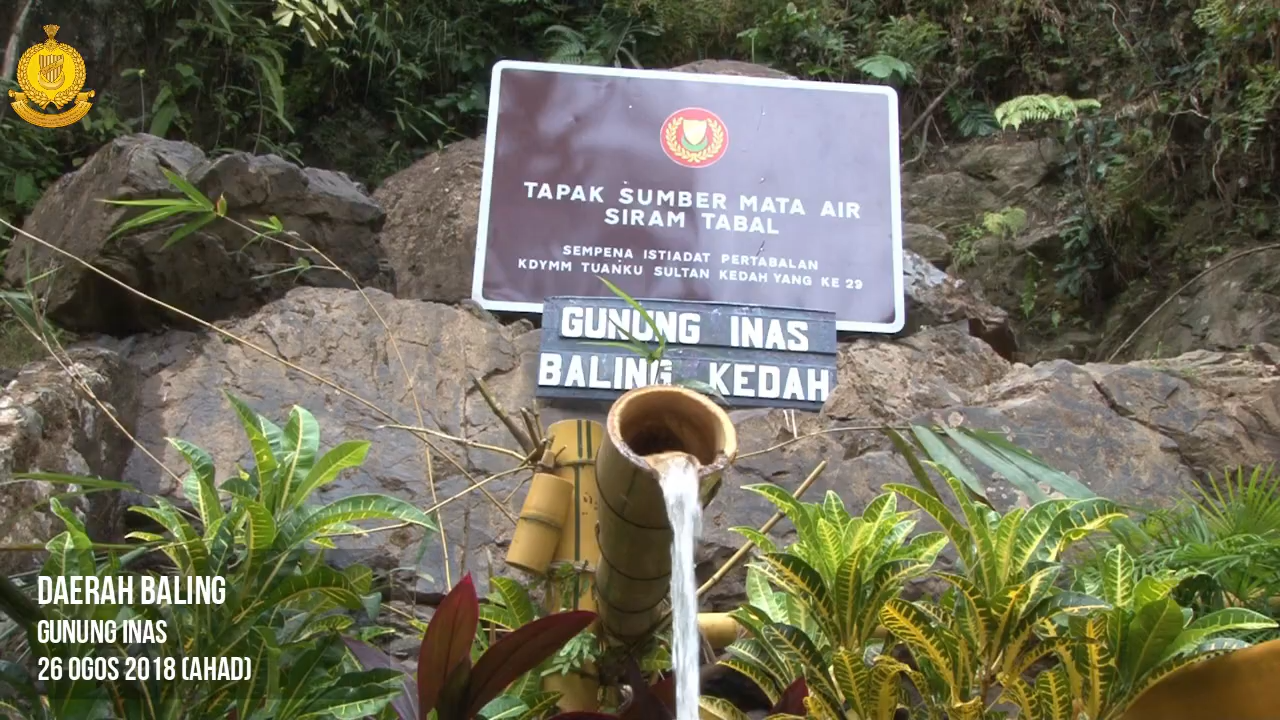 TAPAK SUMBER MATA AIR
SIRAM TABAL
SEMPENA ISTIADAT PERTABALAN
KDYMM TUANKU SULTAN KEDAH YANG KE 29
GUNUNG INAS
BALING KEDAH
DAERAH BALING
GUNUNG INAS
26 OGOS 2018 (AHAD)